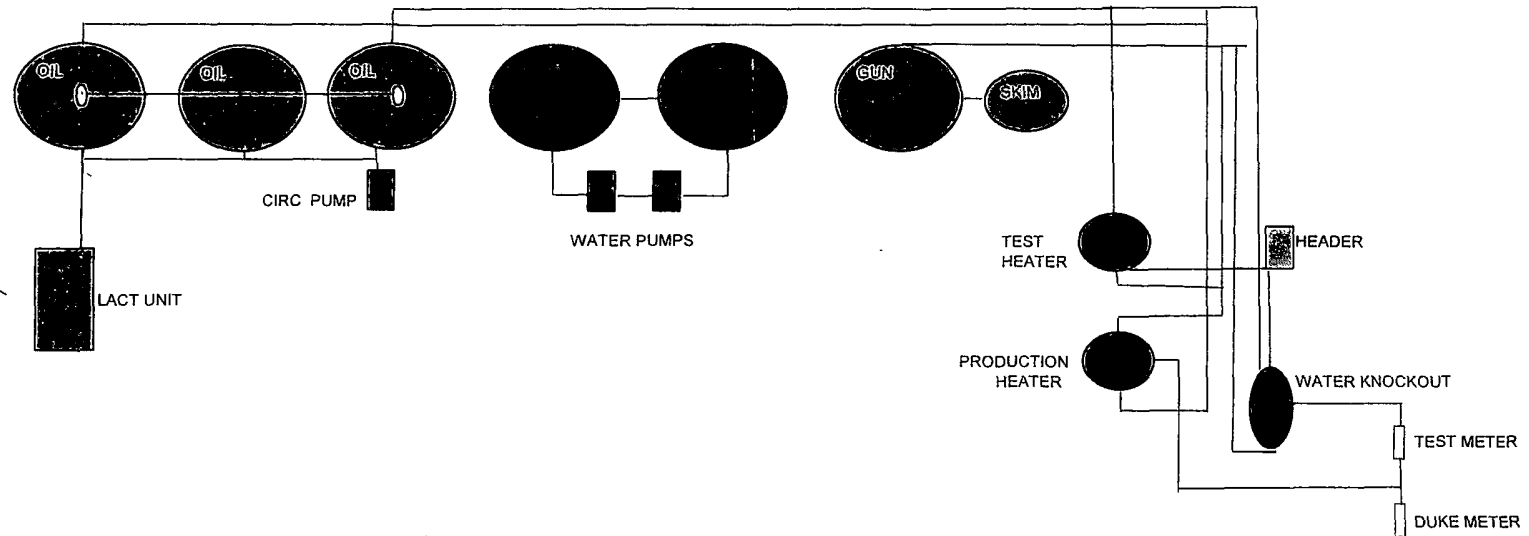 OIL
OIL
OIL
GUN
SKIM
CIRC PUMP
WATER PUMPS
LACT UNIT
TEST
HEATER
HEADER
PRODUCTION
HEATER
WATER KNOCKOUT
TEST METER
DUKE METER